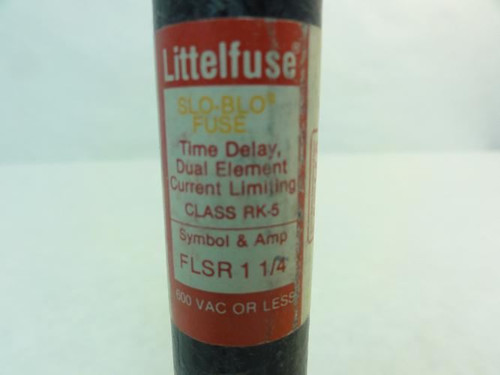 Littelfuse®
SLO-BLO®
FUSE
Time Delay,
Dual Element
Current Limiting
CLASS RK-5
Symbol & Amp
FLSR 1 1/4
600 VAC OR LESS